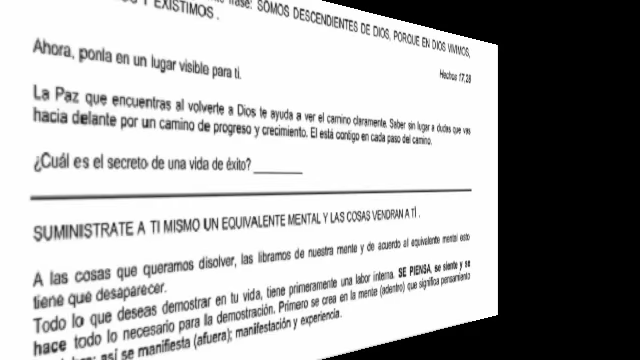 frase: SOMOS DESCENDIENTES DE DIOS, PORQUE EN DIOS VIVIMOS,
Y EXISTIMOS .
Hechos 17,28
Ahora, ponla en un lugar visible para ti.
La Paz que encuentras al volverte a Dios te ayuda a ver el camino claramente. Saber sin lugar a dudas que vas
hacia delante por un camino de progreso y crecimiento. El está contigo en cada paso del camino.
¿Cuál es el secreto de una vida de éxito? ________
SUMINISTRATE A TI MISMO UN EQUIVALENTE MENTAL Y LAS COSAS VENDRAN A TÍ .
A las cosas que queramos disolver, las libramos de nuestra mente y de acuerdo al equivalente mental esto
tiene que desaparecer.
Todo lo que deseas demostrar en tu vida, tiene primeramente una labor interna. SE PIENSA, se siente y se
hace todo lo necesario para la demostración. Primero se crea en la mente (adentro) que significa pensamiento
así se manifiesta (afuera); manifestación y experiencia.